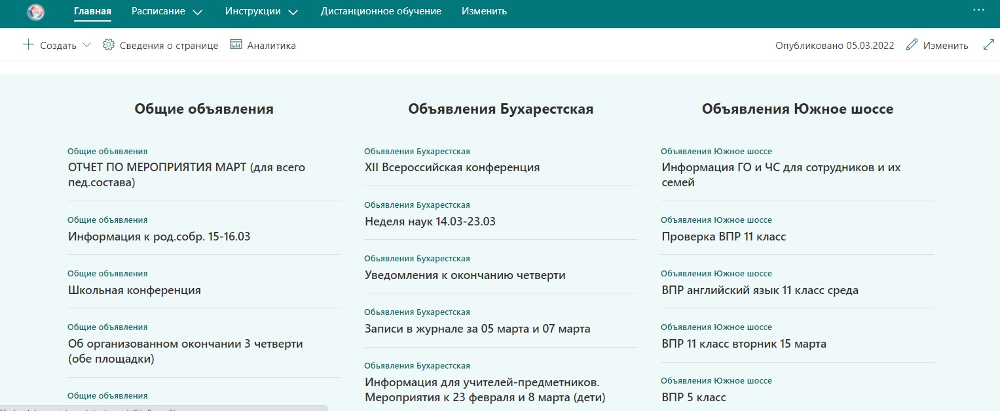 Главная Расписание Инструкции Дистанционное обучение Изменить
Создать Сведения о странице Аналитика Опубликовано 05.03.2022 Изменить
Общие объявления
Общие объявления
ОТЧЕТ ПО МЕРОПРИЯТИЯ МАРТ (для всего
пед.состава)
Общие объявления
Информация к род.собр. 15-16.03
Общие объявления
Школьная конференция
Общие объявления
Об организованном окончании 3 четверти
(обе площадки)
Общие объявления
Объявления Бухарестская
Обьявления Бухарестская
XII Всероссийская конференция
Обьявления Бухарестская
Неделя наук 14.03-23.03
Обьявления Бухарестская
Уведомления к окончанию четверти
Обьявления Бухарестская
Записи в журнале за 05 марта и 07 марта
Обьявления Бухарестская
Информация для учителей-предметников.
Мероприятия к 23 февраля и 8 марта (дети)
Объявления Южное шоссе
Объявления Южное шоссе
Информация ГО и ЧС для сотрудников и их
семей
Объявления Южное шоссе
Проверка ВПР 11 класс
Объявления Южное шоссе
ВПР английский язык 11 класс среда
Объявления Южное шоссе
ВПР 11 класс вторник 15 марта
Объявления Южное шоссе
ВПР 5 класс